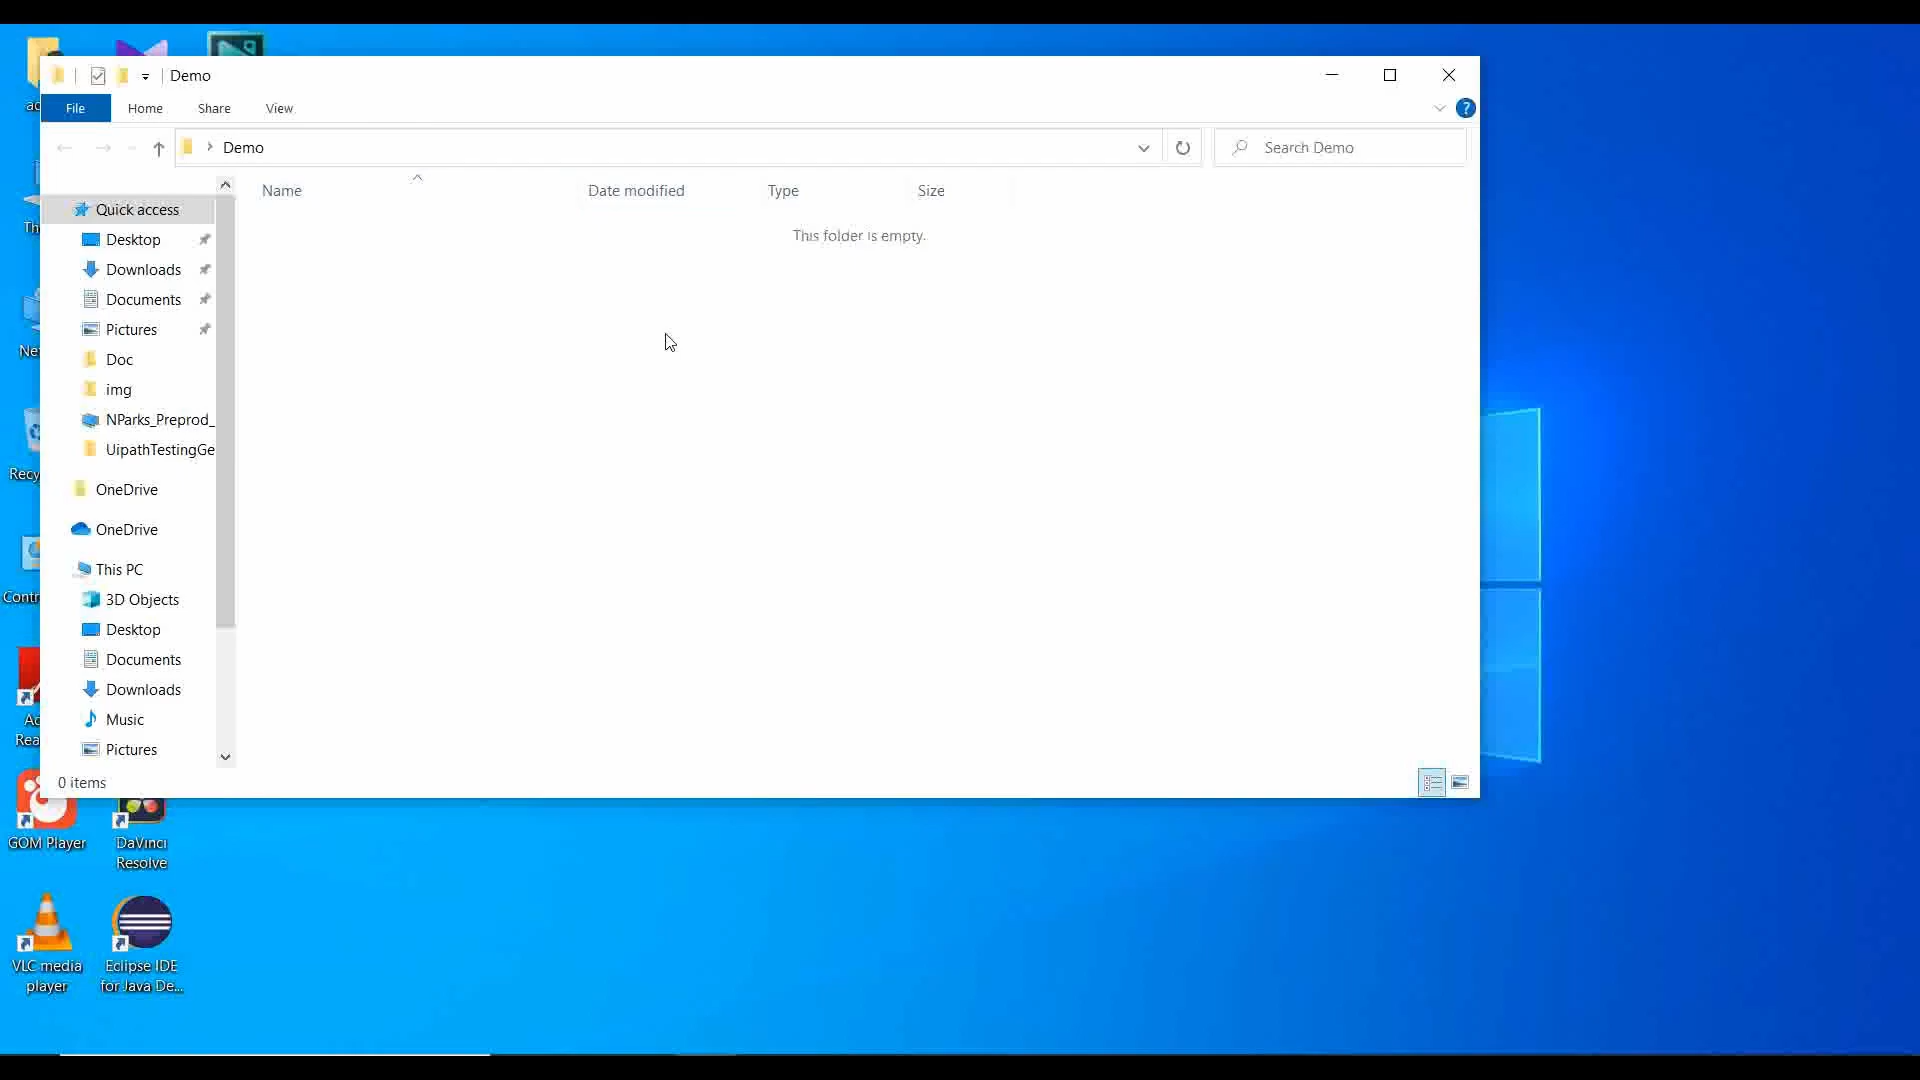 Demo
File
Home
Share
View
?
Demo
Search Demo
Name
Date modified
Type
Size
This folder is empty.
Quick access
Desktop
Downloads
Documents
Pictures
Doc
img
NParks_Preprod_
UipathTestingGe
OneDrive
OneDrive
This PC
3D Objects
Desktop
Documents
Downloads
Music
Pictures
0 items
GOM Player
DaVinci
Resolve
VLC media
player
Eclipse IDE
for Java De...